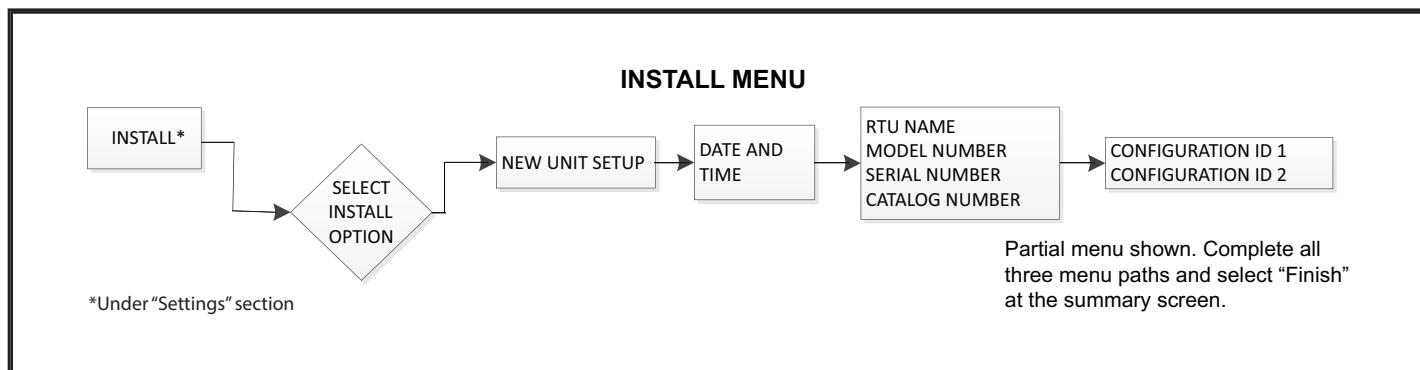 INSTALL MENU
INSTALL*
SELECT
INSTALL
OPTION
NEW UNIT SETUP
DATE AND
TIME
RTU NAME
MODEL NUMBER
SERIAL NUMBER
CATALOG NUMBER
CONFIGURATION ID 1
CONFIGURATION ID 2
Partial menu shown. Complete all
three menu paths and select “Finish”
at the summary screen.
*Under “Settings” section